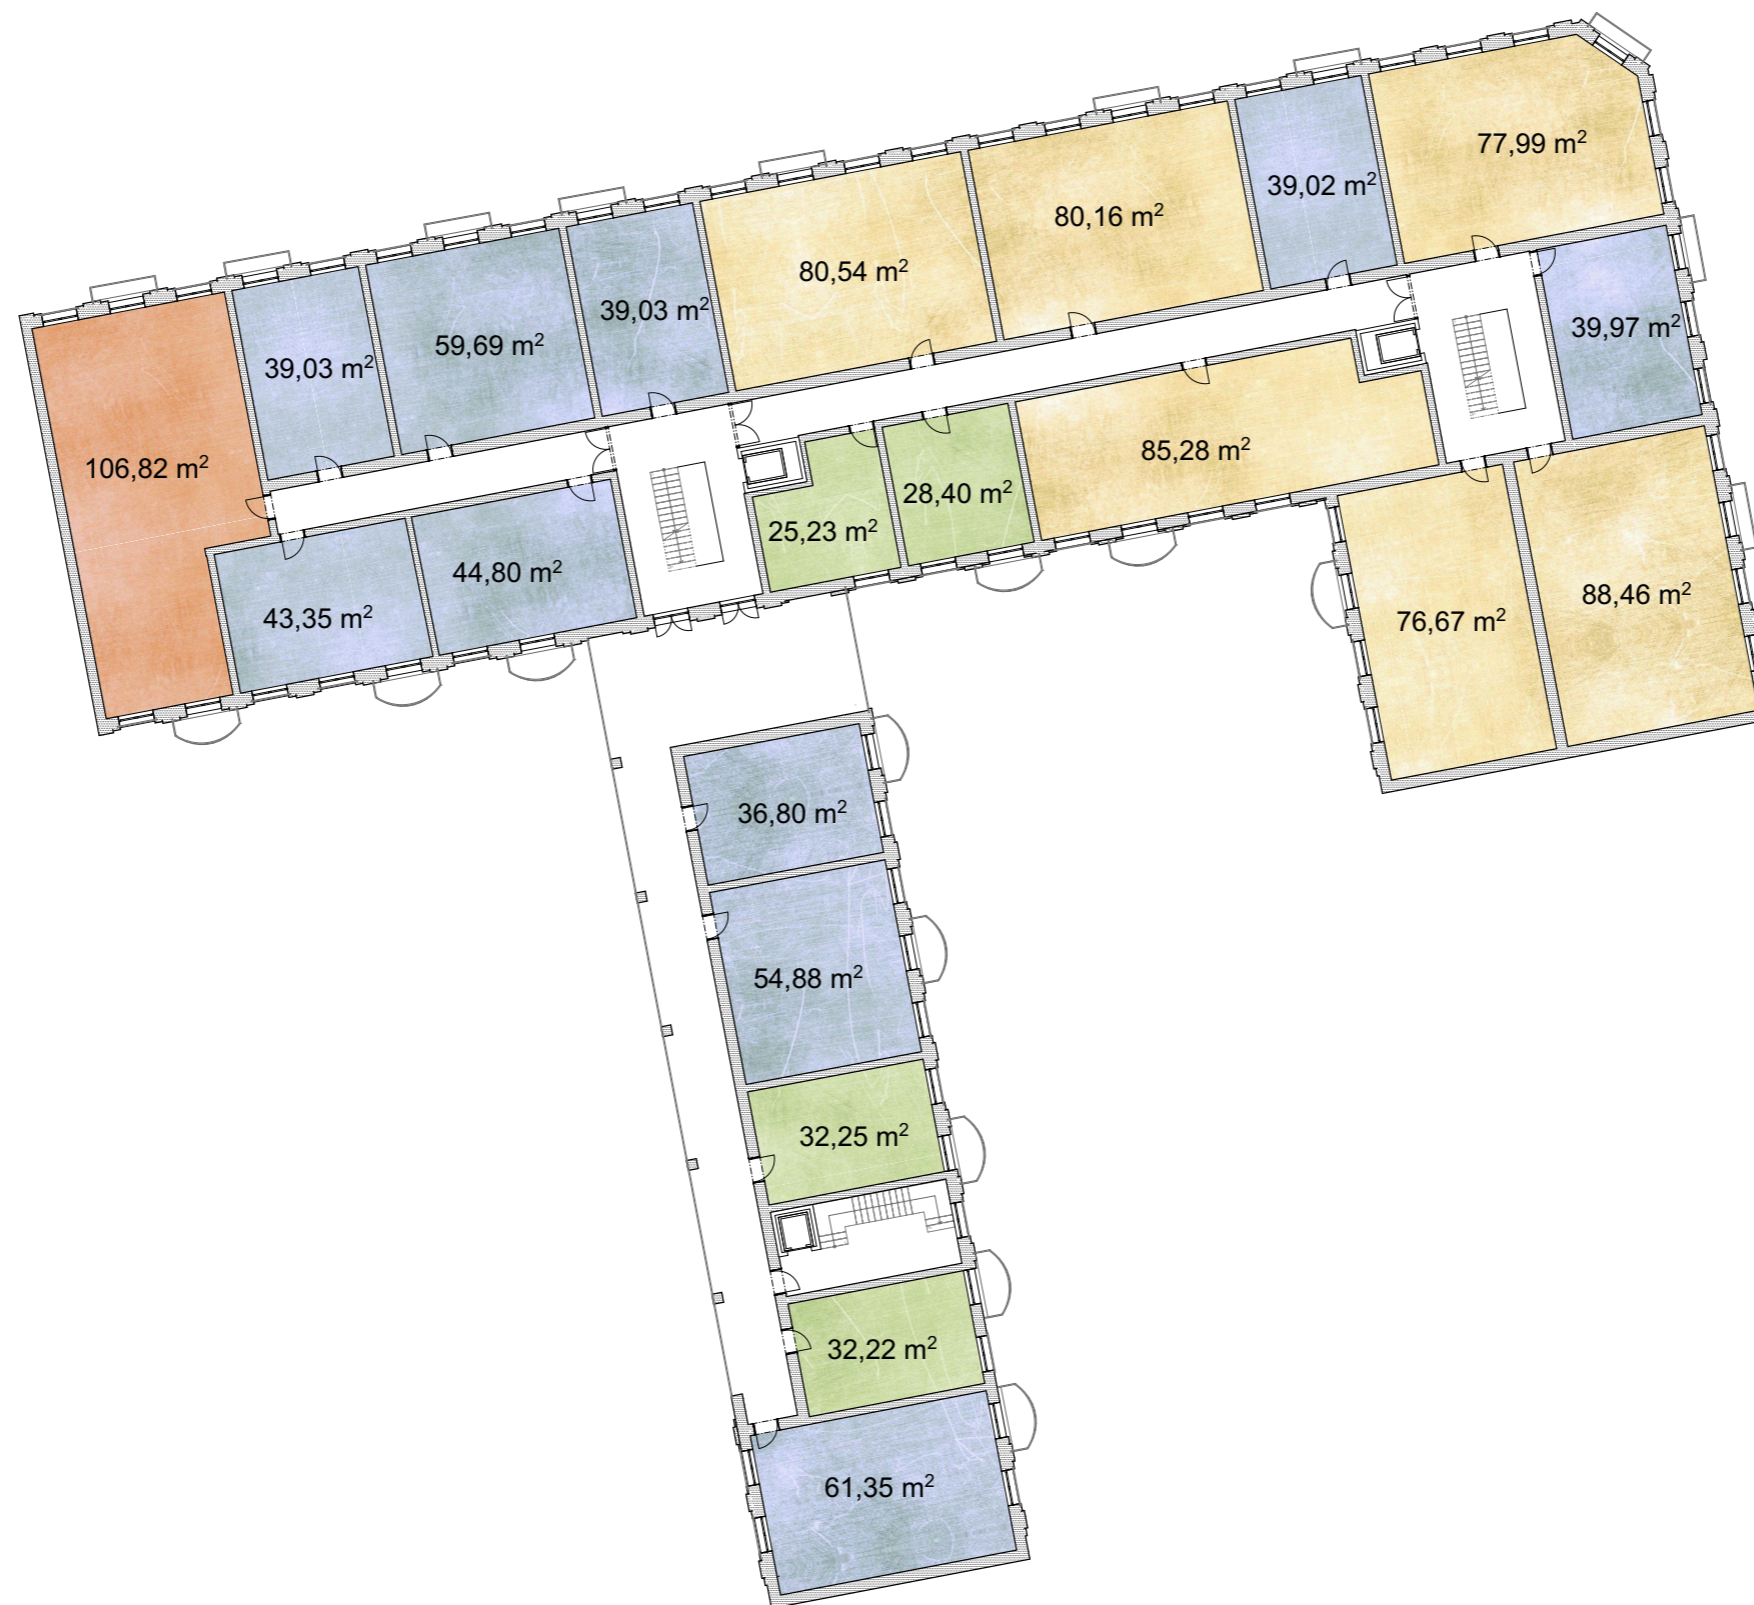 77,99 m²
39,02 m²
80,16 m²
80,54 m²
39,03 m²
39,97 m²
59,69 m²
39,03 m²
85,28 m²
106,82 m²
28,40 m²
25,23 m²
44,80 m²
88,46 m²
43,35 m²
76,67 m²
36,80 m²
54,88 m²
32,25 m²
32,22 m²
61,35 m²